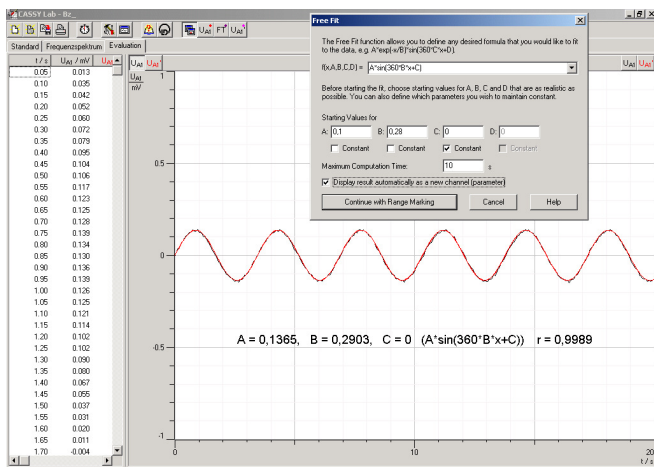 CASSY Lab - Bz_
UA1 FT UA1
Standard Frequenzspektrum Evaluation
t / s UA1 / mV UA1
0.05 0.013
0.10 0.035
0.15 0.042
0.20 0.052
0.25 0.060
0.30 0.072
0.35 0.079
0.40 0.095
0.45 0.104
0.50 0.106
0.55 0.117
0.60 0.123
0.65 0.125
0.70 0.128
0.75 0.139
0.80 0.134
0.85 0.130
0.90 0.136
0.95 0.139
1.00 0.126
1.05 0.125
1.10 0.121
1.15 0.114
1.20 0.102
1.25 0.102
1.30 0.090
1.35 0.080
1.40 0.067
1.45 0.055
1.50 0.037
1.55 0.031
1.60 0.020
1.65 0.011
1.70 -0.004
UA1 UA1'
UA1
mV
1
0.5
0
-0.5
-1
0 10 20
t / s
UA1 UA1'
A = 0,1365, B = 0,2903, C = 0 (A*sin(360*B*x+C)) r = 0,9989
Free Fit
The Free Fit function allows you to define any desired formula that you would like to fit
to the data, e.g. A*exp(-x/B)*sin(360*C*x+D).
f(x,A,B,C,D) = A*sin(360*B*x+C)
Before starting the fit, choose starting values for A, B, C and D that are as realistic as
possible. You can also define which parameters you wish to maintain constant.
Starting Values for
A: 0,1 B: 0,28 C: 0 D: 0
Constant Constant Constant Constant
Maximum Computation Time: 10 s
Display result automatically as a new channel (parameter)
Continue with Range Marking Cancel Help